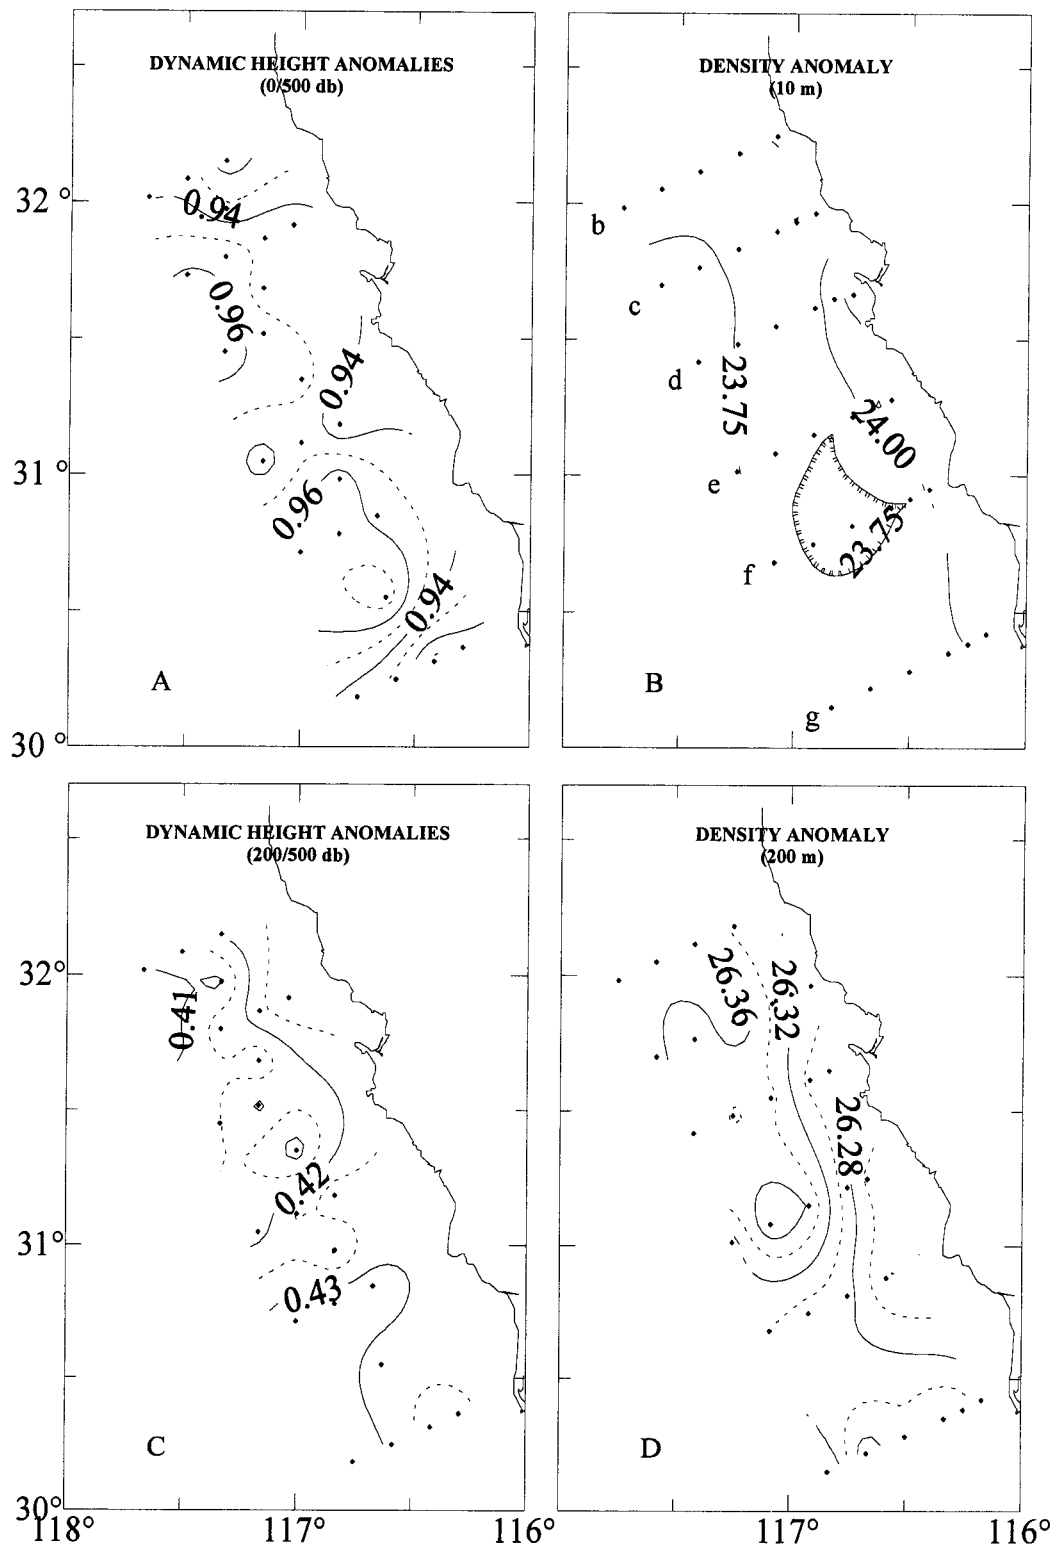 DYNAMIC HEIGHT ANOMALIES
(0/500 db)
32 °
0.94
0.96
0.94
31 °
0.96
0.94
A
30 °
DENSITY ANOMALY
(10 m)
b
c
d
23.75
24.00
e
23.75
f
B
g
DYNAMIC HEIGHT ANOMALIES
(200/500 db)
32°
0.41
0.42
31°
0.43
C
30°
118°
117°
116°
DENSITY ANOMALY
(200 m)
26.36
26.32
26.28
D
117°
116°